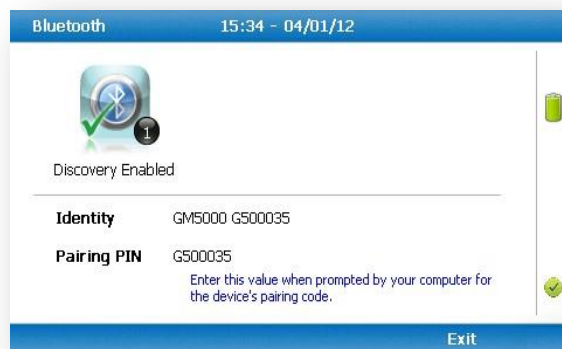 Bluetooth 15:34 - 04/01/12
1
Discovery Enabled
Identity GM5000 G500035
Pairing PIN G500035
Enter this value when prompted by your computer for
the device's pairing code.
Exit